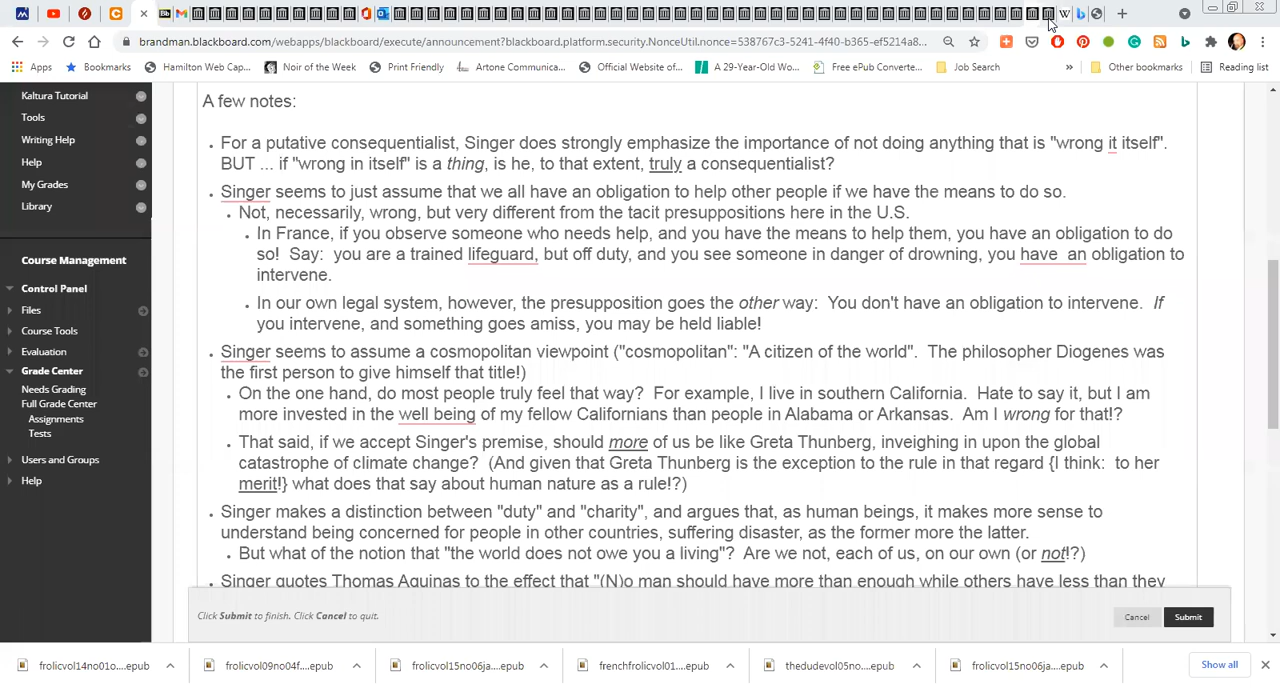 brandman.blackboard.com/webapps/blackboard/execute/announcement?blackboard.platform.security.NonceUtil.nonce=538767c3-5241-4f40-b365-ef5214a8...
Apps Bookmarks Hamilton Web Cap... Noir of the Week Print Friendly Artone Communica... Official Website of... A 29-Year-Old Wo... Free ePub Converte... Job Search » Other bookmarks Reading list
Kaltura Tutorial
Tools
Writing Help
Help
My Grades
Library
Course Management
Control Panel
Files
Course Tools
Evaluation
Grade Center
Needs Grading
Full Grade Center
Assignments
Tests
Users and Groups
Help
A few notes:
For a putative consequentialist, Singer does strongly emphasize the importance of not doing anything that is "wrong it itself".
BUT ... if "wrong in itself" is a thing, is he, to that extent, truly a consequentialist?
Singer seems to just assume that we all have an obligation to help other people if we have the means to do so.
Not, necessarily, wrong, but very different from the tacit presuppositions here in the U.S.
In France, if you observe someone who needs help, and you have the means to help them, you have an obligation to do
so! Say: you are a trained lifeguard, but off duty, and you see someone in danger of drowning, you have an obligation to
intervene.
In our own legal system, however, the presupposition goes the other way: You don't have an obligation to intervene. If
you intervene, and something goes amiss, you may be held liable!
Singer seems to assume a cosmopolitan viewpoint ("cosmopolitan": "A citizen of the world". The philosopher Diogenes was
the first person to give himself that title!)
On the one hand, do most people truly feel that way? For example, I live in southern California. Hate to say it, but I am
more invested in the well being of my fellow Californians than people in Alabama or Arkansas. Am I wrong for that!?
That said, if we accept Singer's premise, should more of us be like Greta Thunberg, inveighing in upon the global
catastrophe of climate change? (And given that Greta Thunberg is the exception to the rule in that regard {I think: to her
merit!} what does that say about human nature as a rule!?)
Singer makes a distinction between "duty" and "charity", and argues that, as human beings, it makes more sense to
understand being concerned for people in other countries, suffering disaster, as the former more the latter.
But what of the notion that "the world does not owe you a living"? Are we not, each of us, on our own (or not!?)
Singer quotes Thomas Aquinas to the effect that "(N)o man should have more than enough while others have less than they
Click Submit to finish. Click Cancel to quit.
Cancel Submit
frolicvol14no01o....epub frolicvol09no04f....epub frolicvol15no06ja....epub frenchfrolicvol01....epub thedudevol05no....epub frolicvol15no06ja....epub Show all